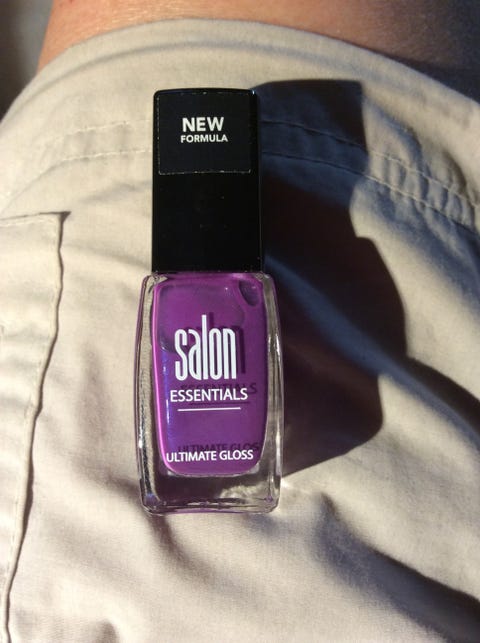 NEW
FORMULA
salon
ESSENTIALS
ULTIMATE GLOSS